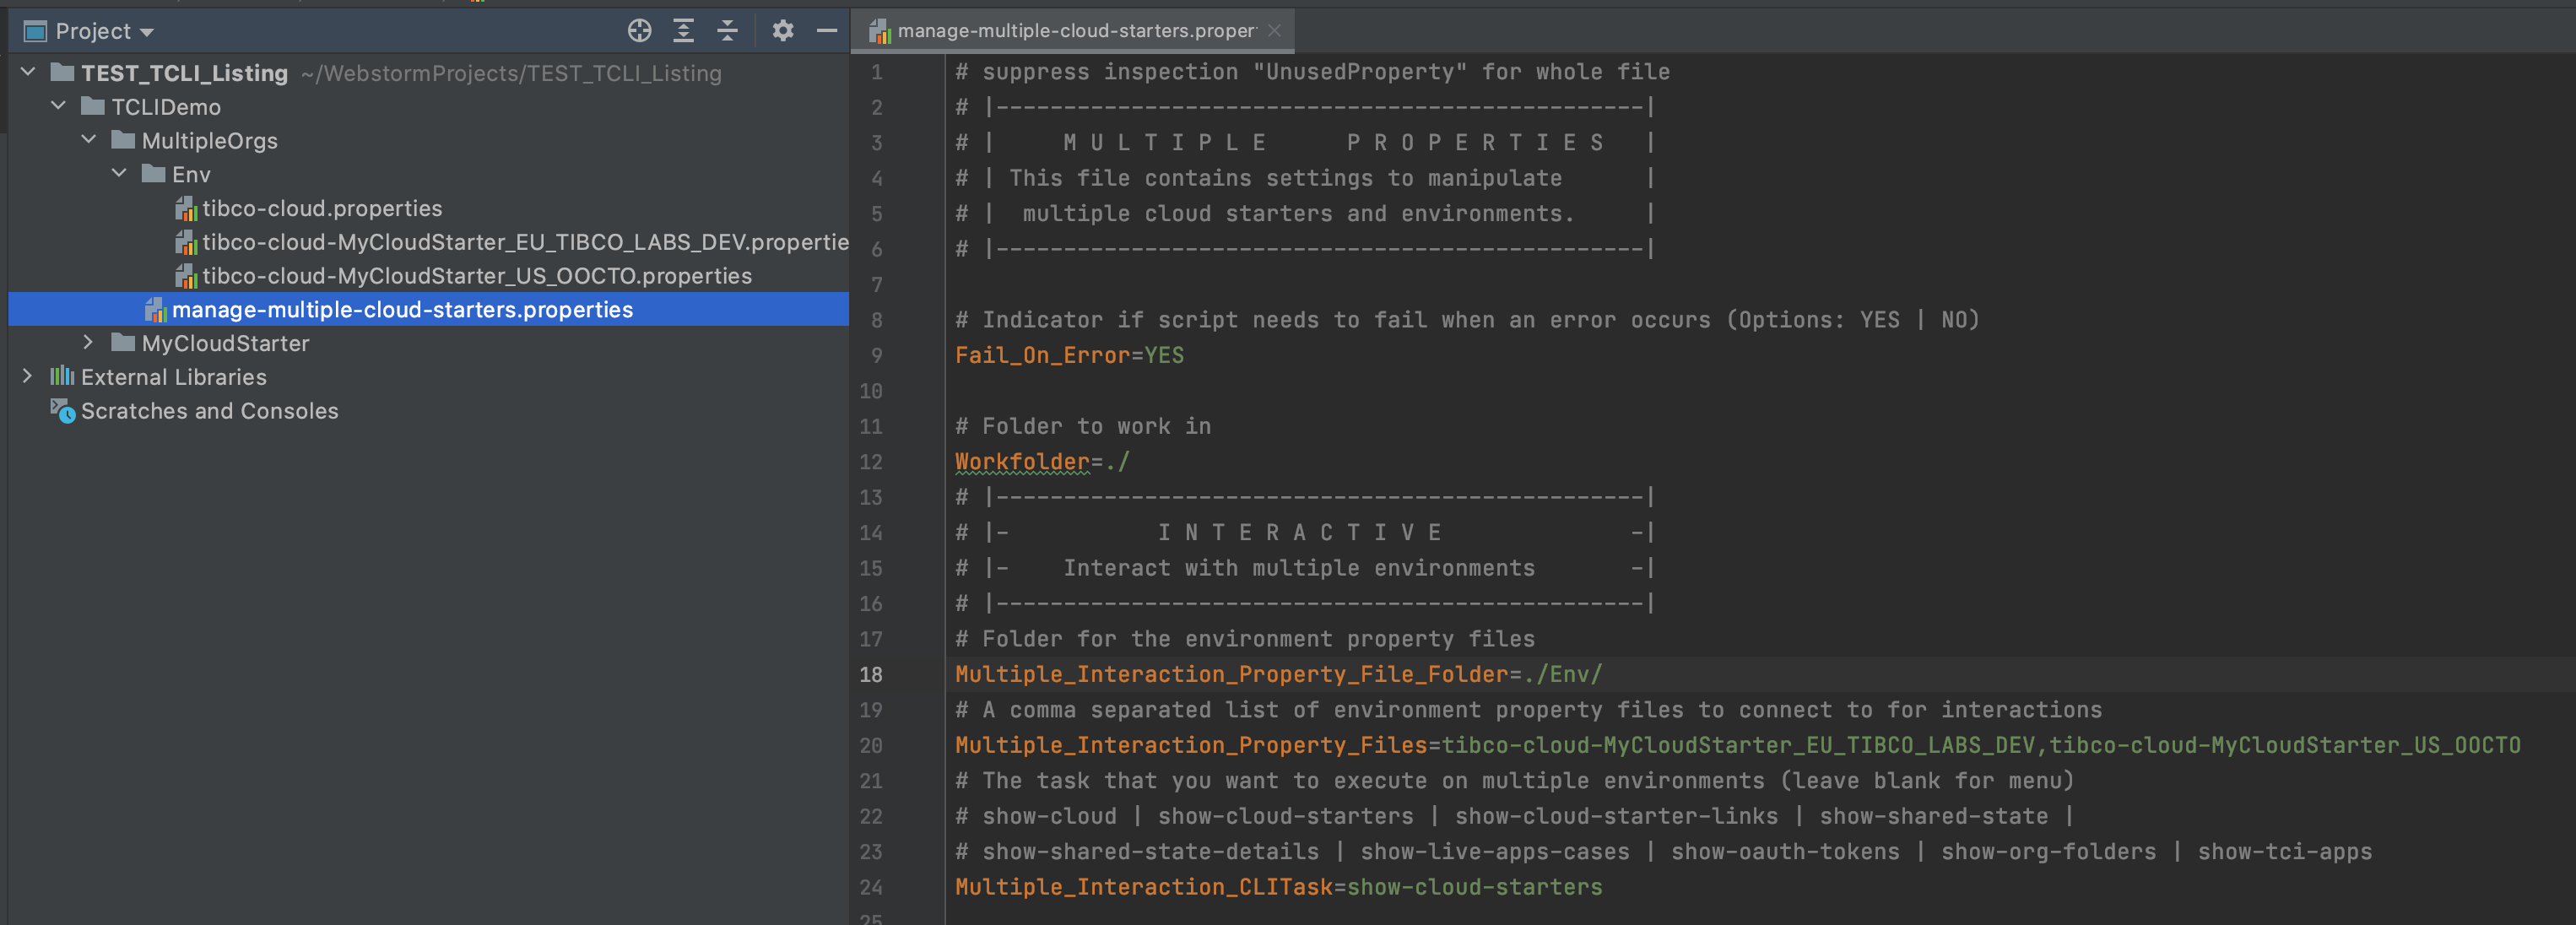 Project
TEST_TCLI_Listing ~/WebstormProjects/TEST_TCLI_Listing
TCLIDemo
MultipleOrgs
Env
tibco-cloud.properties
tibco-cloud-MyCloudStarter_EU_TIBCO_LABS_DEV.propertie
tibco-cloud-MyCloudStarter_US_OOCTO.properties
manage-multiple-cloud-starters.properties
MyCloudStarter
External Libraries
Scratches and Consoles
manage-multiple-cloud-starters.proper
1 # suppress inspection "UnusedProperty" for whole file
2 # |------------------------------------------------|
3 # |     M U L T I P L E      P R O P E R T I E S   |
4 # | This file contains settings to manipulate      |
5 # |  multiple cloud starters and environments.     |
6 # |------------------------------------------------|
7
8 # Indicator if script needs to fail when an error occurs (Options: YES | NO)
9 Fail_On_Error=YES
10
11 # Folder to work in
12 Workfolder=./
13 # |------------------------------------------------|
14 # |-           I N T E R A C T I V E              -|
15 # |-    Interact with multiple environments       -|
16 # |------------------------------------------------|
17 # Folder for the environment property files
18 Multiple_Interaction_Property_File_Folder=./Env/
19 # A comma separated list of environment property files to connect to for interactions
20 Multiple_Interaction_Property_Files=tibco-cloud-MyCloudStarter_EU_TIBCO_LABS_DEV,tibco-cloud-MyCloudStarter_US_OOCTO
21 # The task that you want to execute on multiple environments (leave blank for menu)
22 # show-cloud | show-cloud-starters | show-cloud-starter-links | show-shared-state |
23 # show-shared-state-details | show-live-apps-cases | show-oauth-tokens | show-org-folders | show-tci-apps
24 Multiple_Interaction_CLITask=show-cloud-starters
25